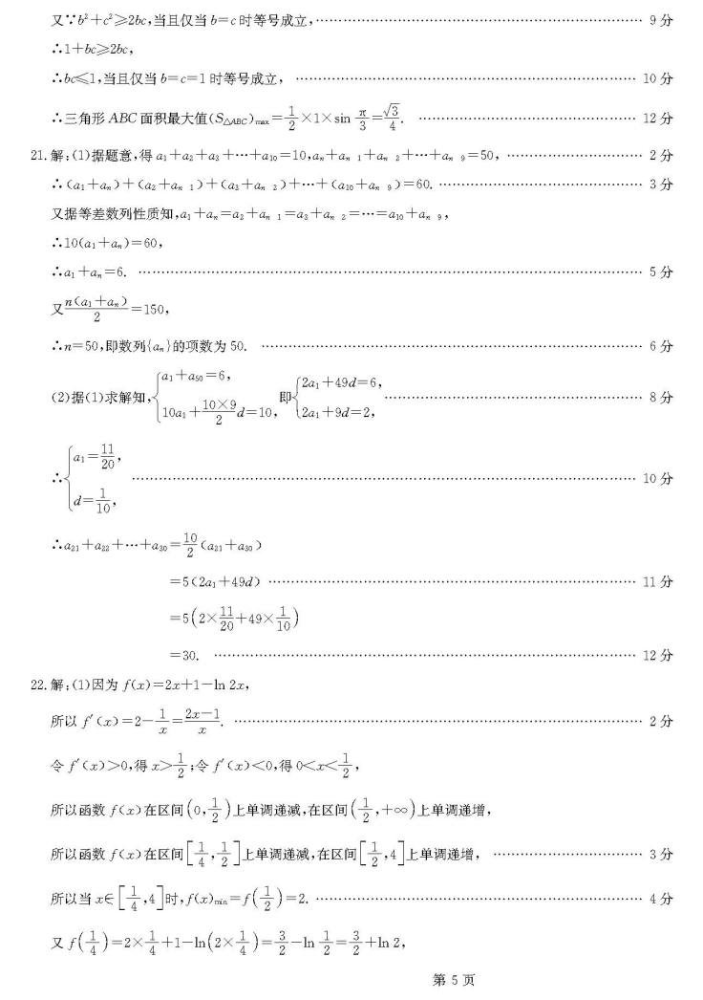 又∵b²+c²≥2bc,当且仅当b=c时等号成立,…… 9分
∴1+bc≥2bc,
∴bc≤1,当且仅当b=c=1时等号成立,…… 10分
∴三角形ABC面积最大值(S△ABC)max=1/2×1×sin π/3=√3/4. …… 12分
21.解:(1)据题意,得a₁+a₂+a₃+⋯+a₁₀=10,aₙ+aₙ ₁+aₙ ₂+⋯+aₙ ₉=50,…… 2分
∴(a₁+aₙ)+(a₂+aₙ ₁)+(a₃+aₙ ₂)+⋯+(a₁₀+aₙ ₉)=60. …… 3分
又据等差数列性质知,a₁+aₙ=a₂+aₙ ₁=a₃+aₙ ₂=⋯=a₁₀+aₙ ₉,
∴10(a₁+aₙ)=60,
∴a₁+aₙ=6. …… 5分
又n(a₁+aₙ)/2=150,
∴n=50,即数列{aₙ}的项数为50. …… 6分
(2)据(1)求解知,{a₁+a₅₀=6, 10a₁+10×9/2 d=10, 即{2a₁+49d=6, 2a₁+9d=2, …… 8分
∴{a₁=11/20, d=1/10, …… 10分
∴a₂₁+a₂₂+⋯+a₃₀=10/2(a₂₁+a₃₀)
=5(2a₁+49d) …… 11分
=5(2×11/20+49×1/10)
=30. …… 12分
22.解:(1)因为f(x)=2x+1-ln 2x,
所以f′(x)=2-1/x=(2x-1)/x. …… 2分
令f′(x)>0,得x>1/2;令f′(x)<0,得0<x<1/2,
所以函数f(x)在区间(0,1/2)上单调递减,在区间(1/2,+∞)上单调递增,
所以函数f(x)在区间[1/4,1/2]上单调递减,在区间[1/2,4]上单调递增,…… 3分
所以当x∈[1/4,4]时,f(x)min=f(1/2)=2. …… 4分
又f(1/4)=2×1/4+1-ln(2×1/4)=3/2-ln 1/2=3/2+ln 2,
第 5 页